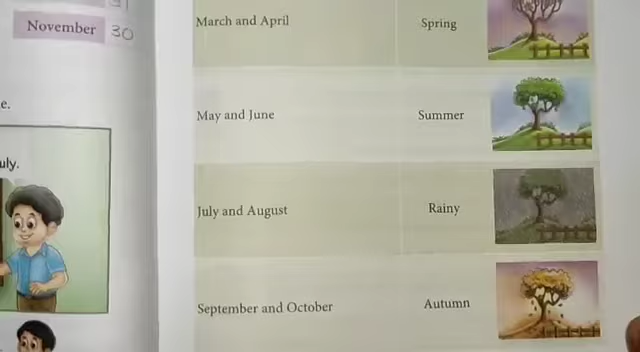 November 30
e.
uly.
March and April Spring
May and June Summer
July and August Rainy
September and October Autumn